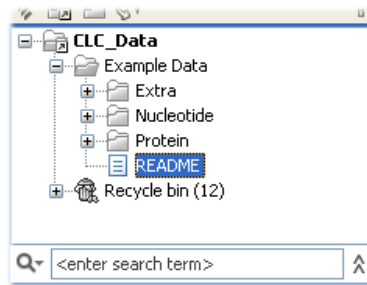 CLC_Data
Example Data
Extra
Nucleotide
Protein
README
Recycle bin (12)
<enter search term>